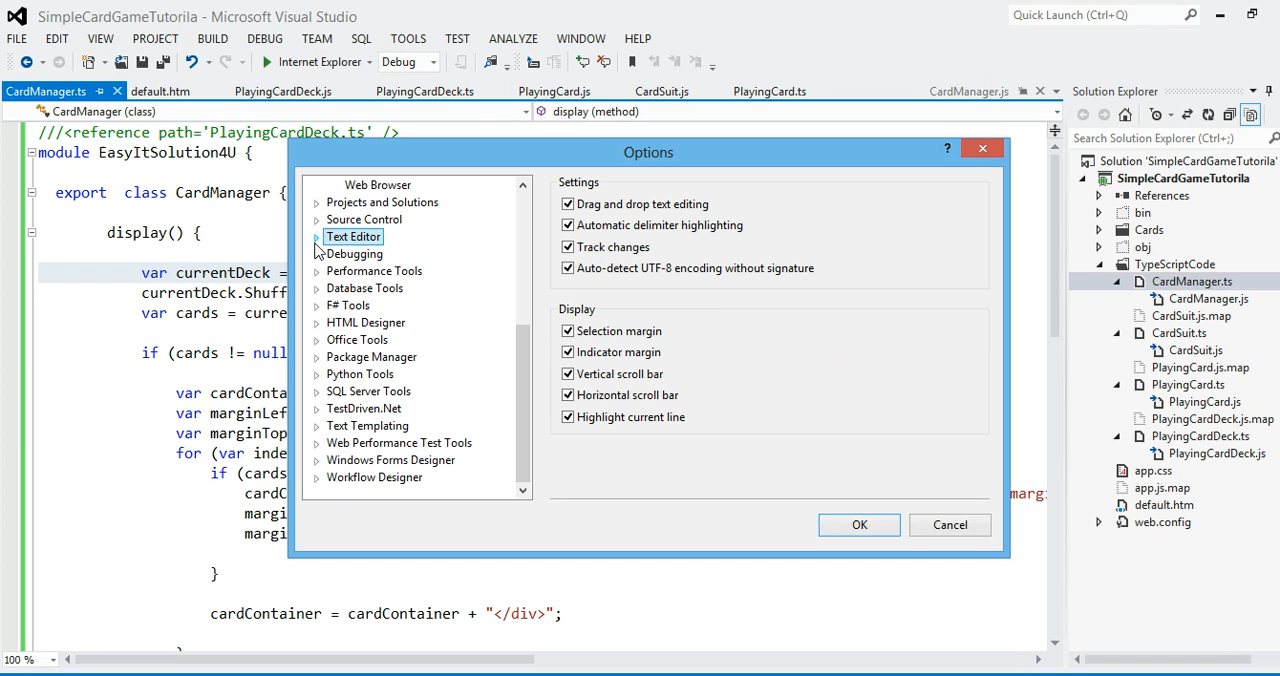 SimpleCardGameTutorila - Microsoft Visual Studio
Quick Launch (Ctrl+Q)
FILE EDIT VIEW PROJECT BUILD DEBUG TEAM SQL TOOLS TEST ANALYZE WINDOW HELP
Internet Explorer Debug
CardManager.ts default.htm PlayingCardDeck.js PlayingCardDeck.ts PlayingCard.js CardSuit.js PlayingCard.ts CardManager.js
CardManager (class) display (method)
///<reference path='PlayingCardDeck.ts' />
module EasyItSolution4U {
export class CardManager {
display() {
var currentDeck =
currentDeck.Shuff
var cards = curre
if (cards != null
var cardConta
var marginLef
var marginTop
for (var inde
if (cards
cardC
margi
margi
}
cardContainer = cardContainer + "</div>";
}
marg
100 %
Options
?
Web Browser
Projects and Solutions
Source Control
Text Editor
Debugging
Performance Tools
Database Tools
F# Tools
HTML Designer
Office Tools
Package Manager
Python Tools
SQL Server Tools
TestDriven.Net
Text Templating
Web Performance Test Tools
Windows Forms Designer
Workflow Designer
Settings
Drag and drop text editing
Automatic delimiter highlighting
Track changes
Auto-detect UTF-8 encoding without signature
Display
Selection margin
Indicator margin
Vertical scroll bar
Horizontal scroll bar
Highlight current line
OK Cancel
Solution Explorer
Search Solution Explorer (Ctrl+;)
Solution 'SimpleCardGameTutorila'
SimpleCardGameTutorila
References
bin
Cards
obj
TypeScriptCode
CardManager.ts
CardManager.js
CardSuit.js.map
CardSuit.ts
CardSuit.js
PlayingCard.js.map
PlayingCard.ts
PlayingCard.js
PlayingCardDeck.js.map
PlayingCardDeck.ts
PlayingCardDeck.js
app.css
app.js.map
default.htm
web.config